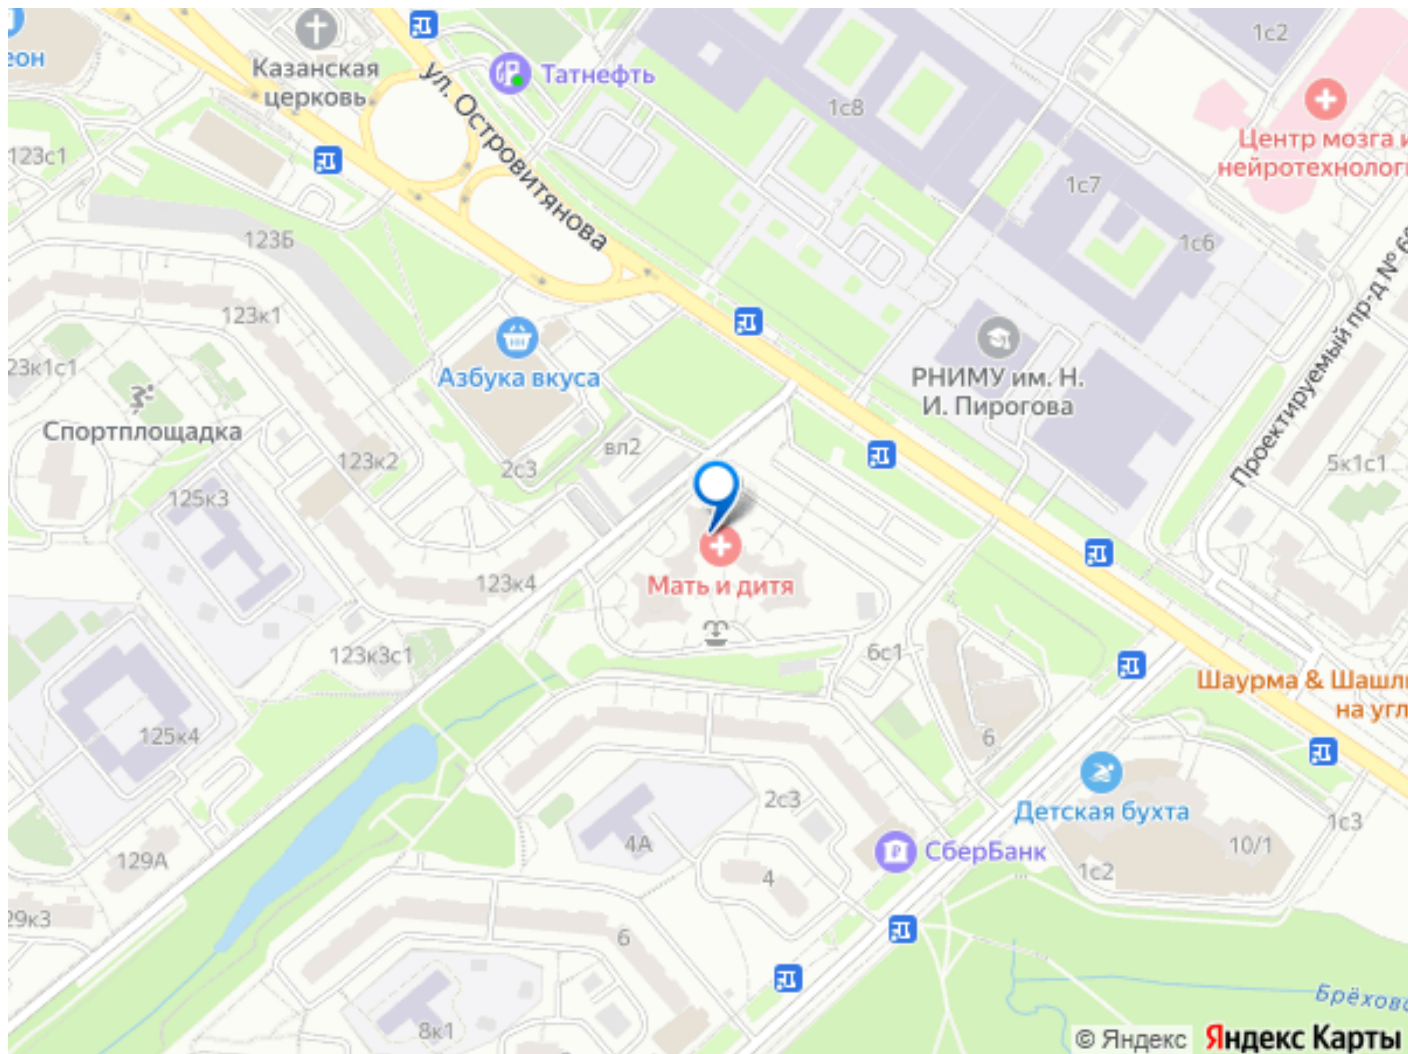 1с2
Казанская
церковь
Татнефть
ул. Островитянова
1с8
Центр мозга и
нейротехнологи
123с1
1с7
123Б
1с6
123к1
Азбука вкуса
РНИМУ им. Н.
И. Пирогова
Проектируемый пр-д №
23к1с1
Спортплощадка
123к2
вл2
2с3
5к1с1
125к3
123к4
Мать и дитя
123к3с1
6с1
Шаурма & Шашл
на угл
125к4
6
2с3
Детская бухта
1с3
4А
СберБанк
10/1
129А
4
1с2
29к3
6
8к1
Брёхово
© Яндекс Яндекс Карты